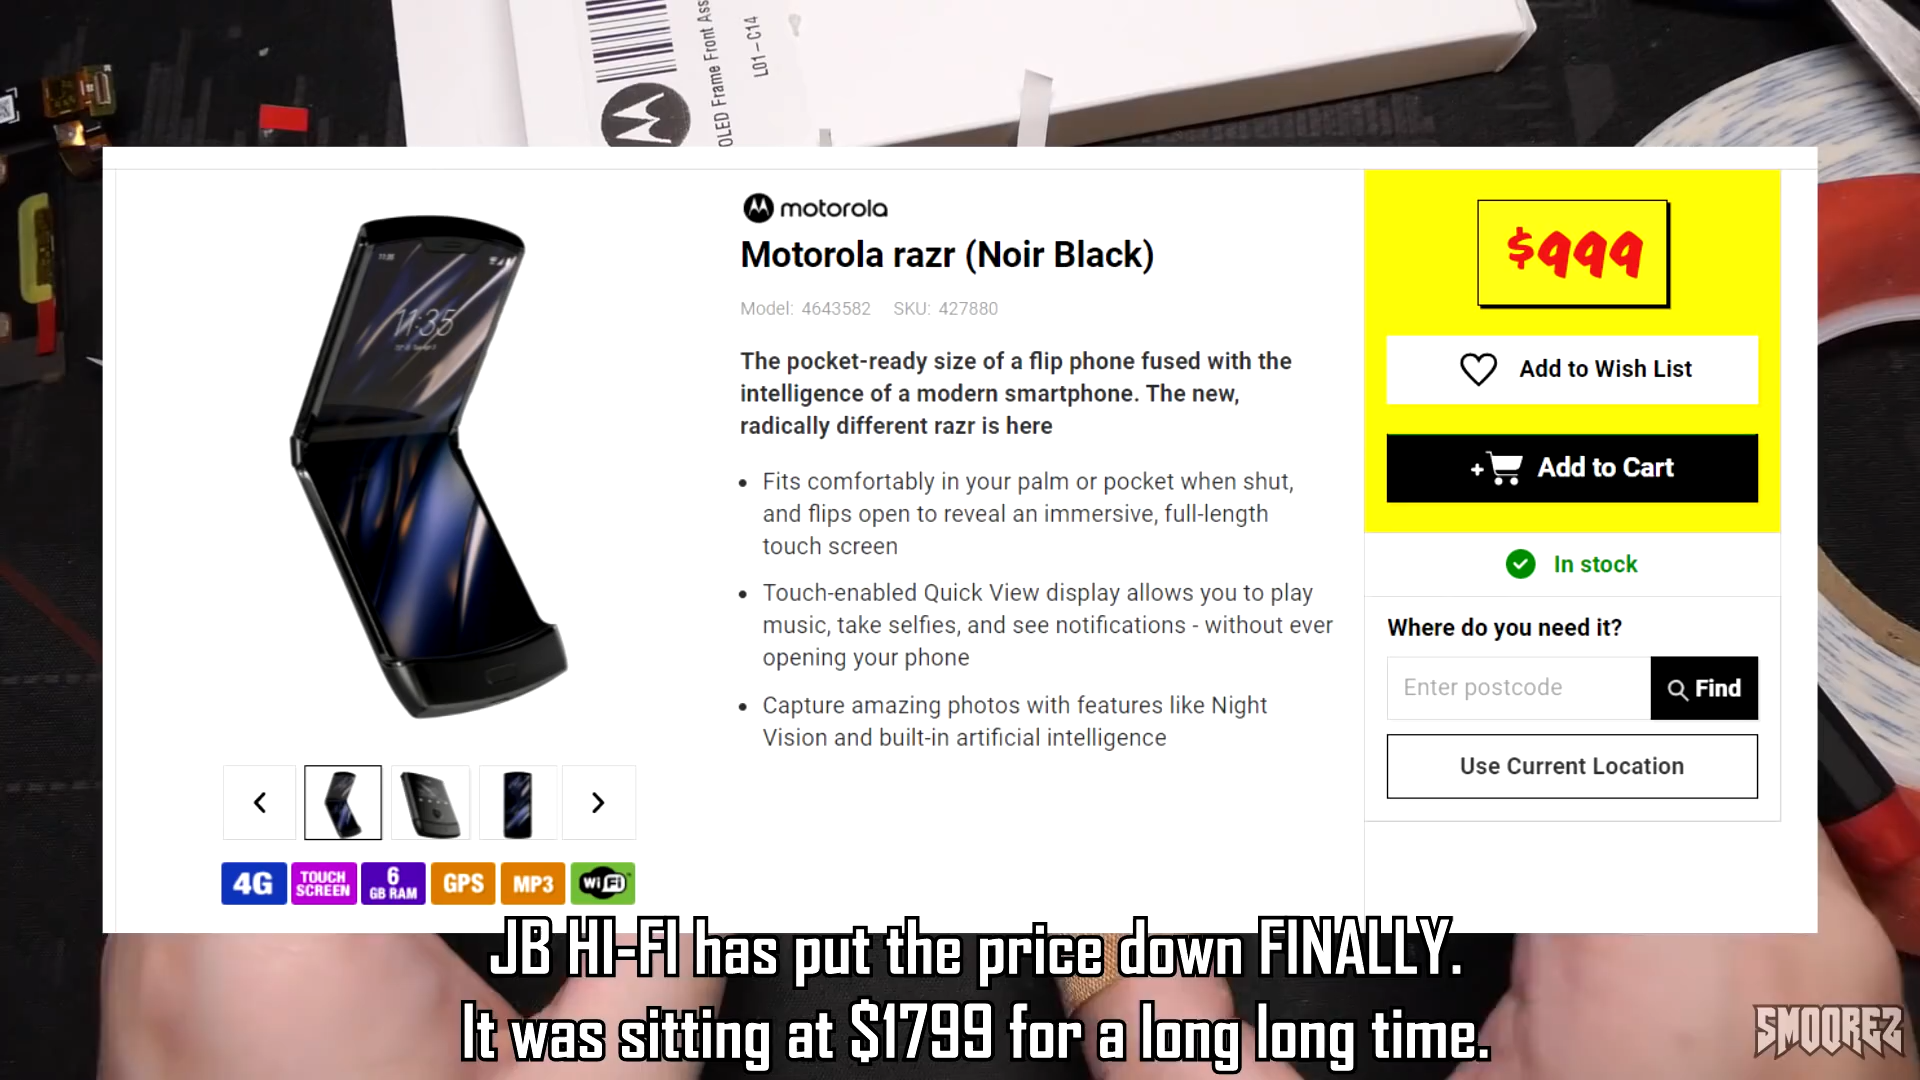 OLED Frame Front Ass
L01-C14
motorola
Motorola razr (Noir Black)
Model: 4643582 SKU: 427880
The pocket-ready size of a flip phone fused with the
intelligence of a modern smartphone. The new,
radically different razr is here
Fits comfortably in your palm or pocket when shut,
and flips open to reveal an immersive, full-length
touch screen
Touch-enabled Quick View display allows you to play
music, take selfies, and see notifications - without ever
opening your phone
Capture amazing photos with features like Night
Vision and built-in artificial intelligence
11:35
11:35
$999
Add to Wish List
+ Add to Cart
In stock
Where do you need it?
Enter postcode
Find
Use Current Location
4G
TOUCH
SCREEN
6
GB RAM
GPS
MP3
WiFi
JB HI-FI has put the price down FINALLY.
It was sitting at $1799 for a long long time.
SMOOREZ